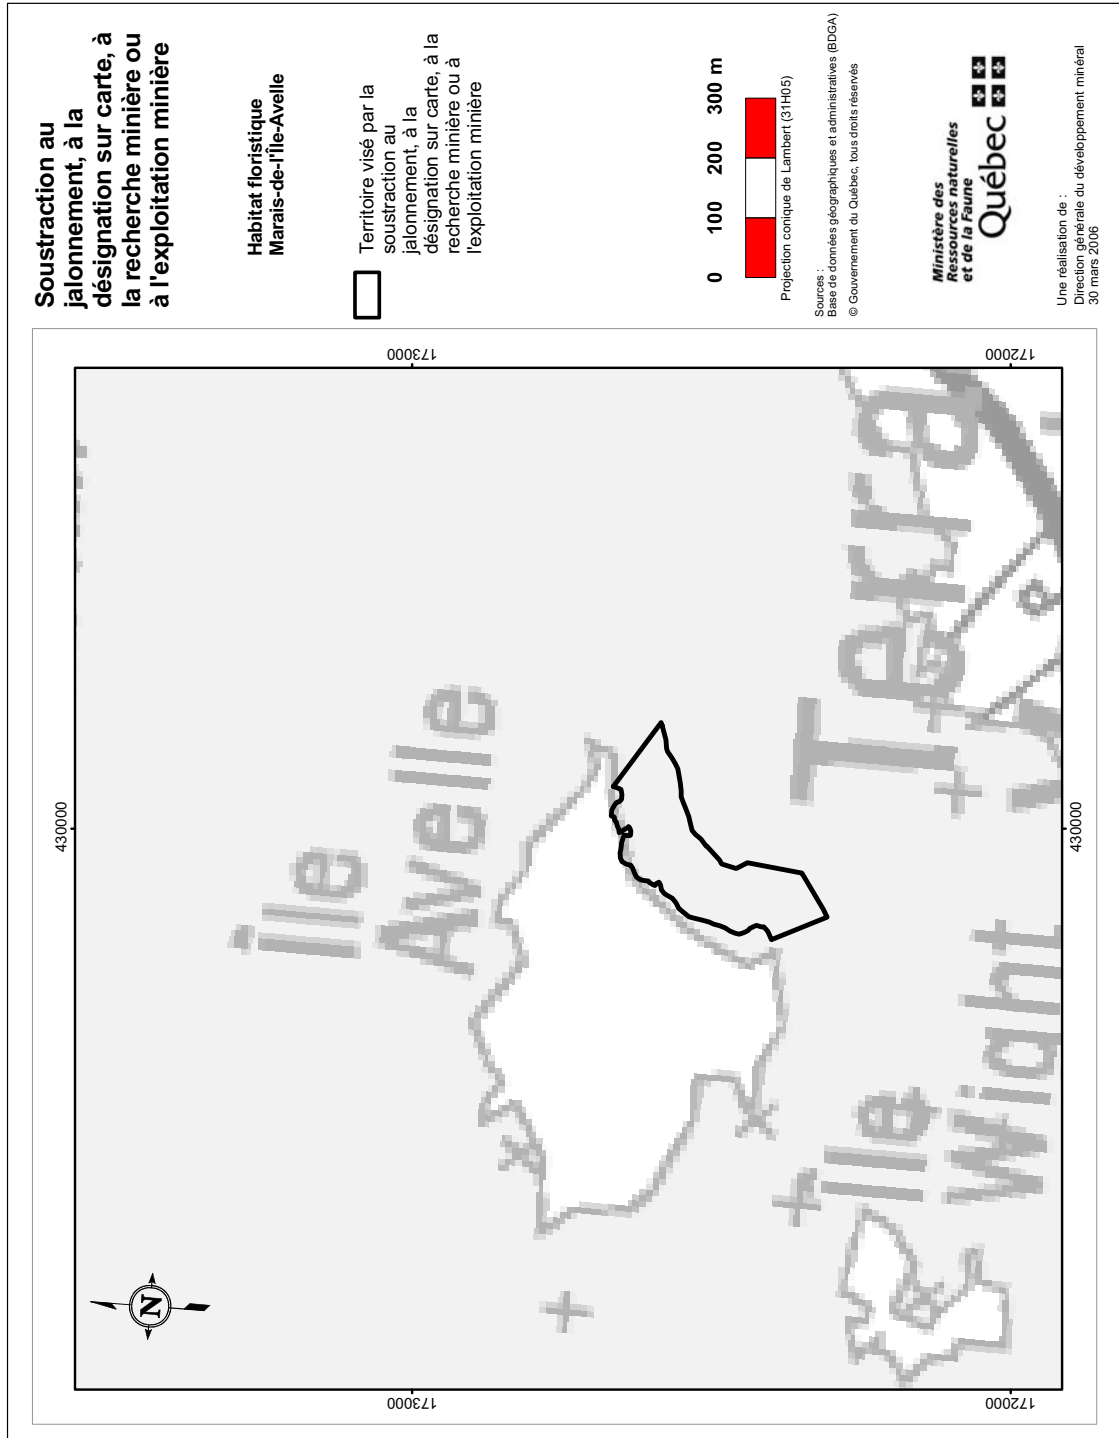 Soustraction au
jalonnement, à la
désignation sur carte, à
la recherche minière ou
à l'exploitation minière
Habitat floristique
Marais-de-l'Île-Avelle
Territoire visé par la
soustraction au
jalonnement, à la
désignation sur carte, à la
recherche minière ou à
l'exploitation minière
0 100 200 300 m
Projection conique de Lambert (31H05)
Sources :
Base de données géographiques et administratives (BDGA)
© Gouvernement du Québec, tous droits réservés
Ministère des
Ressources naturelles
et de la Faune
Québec
Une réalisation de :
Direction générale du développement minéral
30 mars 2006
430000
430000
173000
173000
172000
172000
N
Île
Avelle
Île
Wight